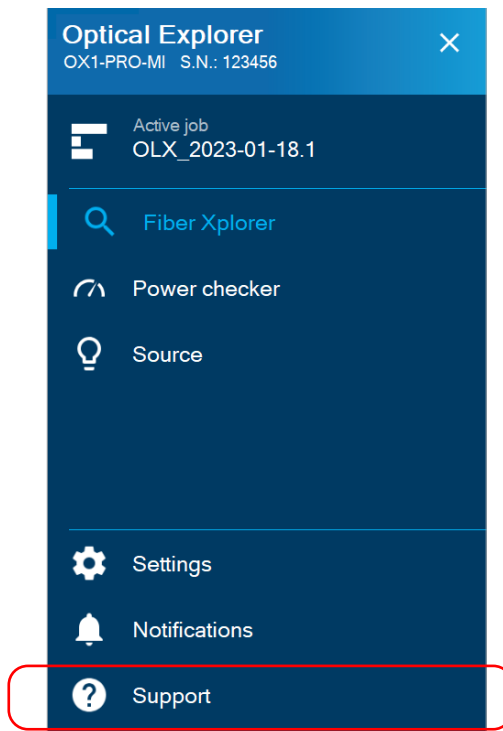 Optical Explorer
OX1-PRO-MI S.N.: 123456
Active job
OLX_2023-01-18.1
Fiber Xplorer
Power checker
Source
Settings
Notifications
Support